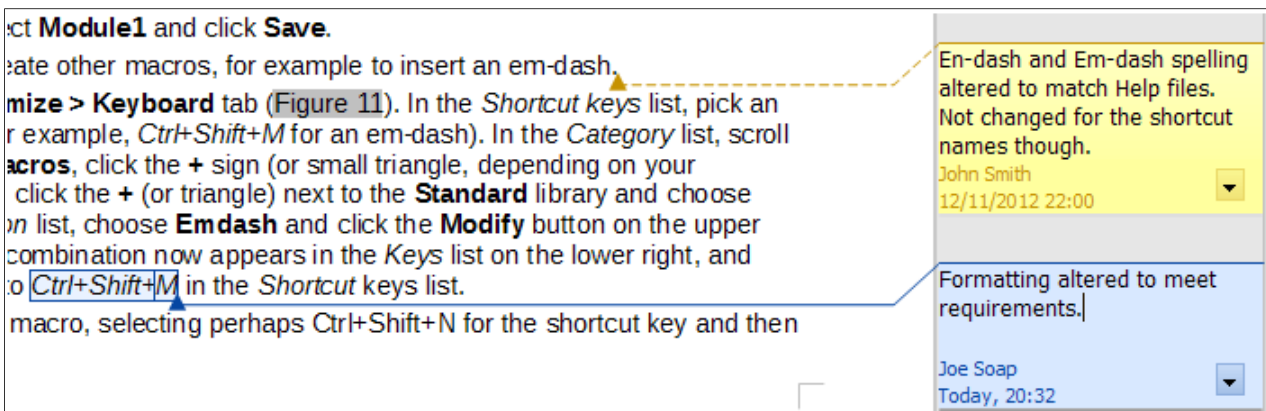 ect Module1 and click Save.
eate other macros, for example to insert an em-dash.
mize > Keyboard tab (Figure 11). In the Shortcut keys list, pick an
r example, Ctrl+Shift+M for an em-dash). In the Category list, scroll
acros, click the + sign (or small triangle, depending on your
click the + (or triangle) next to the Standard library and choose
on list, choose Emdash and click the Modify button on the upper
combination now appears in the Keys list on the lower right, and
to Ctrl+Shift+M in the Shortcut keys list.
macro, selecting perhaps Ctrl+Shift+N for the shortcut key and then
En-dash and Em-dash spelling
altered to match Help files.
Not changed for the shortcut
names though.
John Smith
12/11/2012 22:00
Formatting altered to meet
requirements.
Joe Soap
Today, 20:32